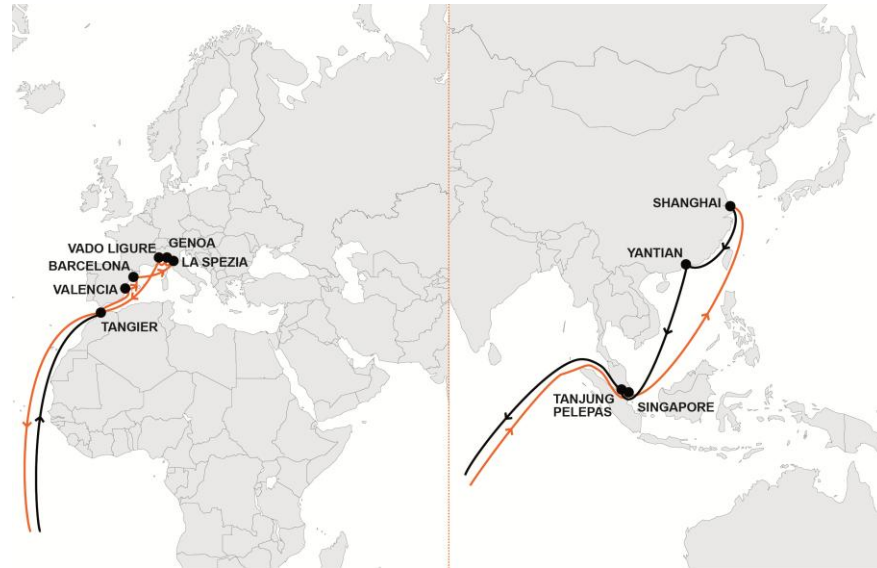 VADO LIGURE
GENOA
BARCELONA
LA SPEZIA
VALENCIA
TANGIER
SHANGHAI
YANTIAN
TANJUNG
PELEPAS
SINGAPORE